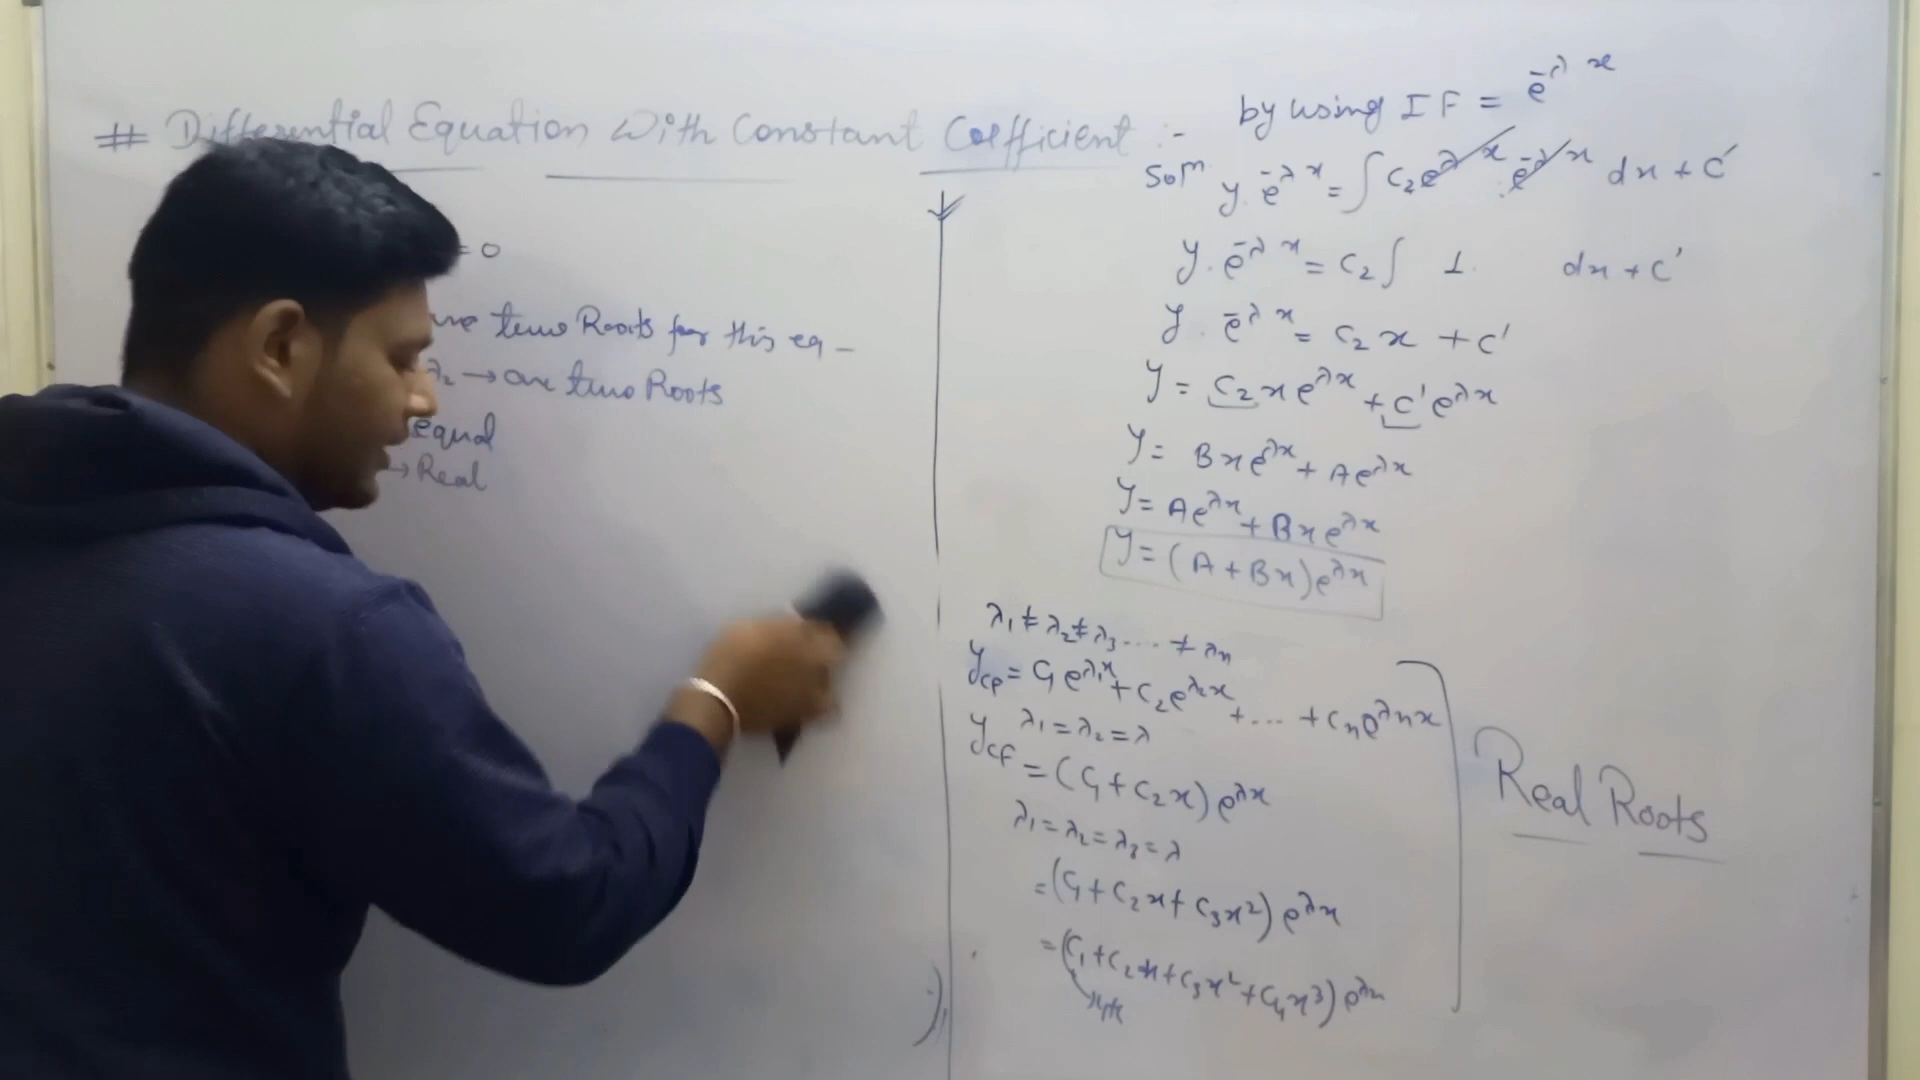 # Differential Equation With Constant Coefficient :-
= 0
are two Roots for this eq -
λ₂ → are two Roots
equal
→ Real
by using IF = e^-λx
Solⁿ y.e^-λx = ∫ C₂e^λx.e^-λx dx + C'
y.e^-λx = C₂ ∫ 1. dx + C'
y.e^-λx = C₂x + C'
y = C₂xe^λx + C'e^λx
y = Bxe^λx + Ae^λx
y = Ae^λx + Bxe^λx
y = (A + Bx)e^λx
λ₁ ≠ λ₂ ≠ λ₃ .... ≠ λn
y_CF = C₁e^λ₁x + C₂e^λ₂x + .... + Cne^λnx
λ₁ = λ₂ = λ
y_CF = (C₁ + C₂x) e^λx
λ₁ = λ₂ = λ₃ = λ
= (C₁ + C₂x + C₃x²) e^λx
= (C₁ + C₂x + C₃x² + C₄x³) e^λx
Real Roots